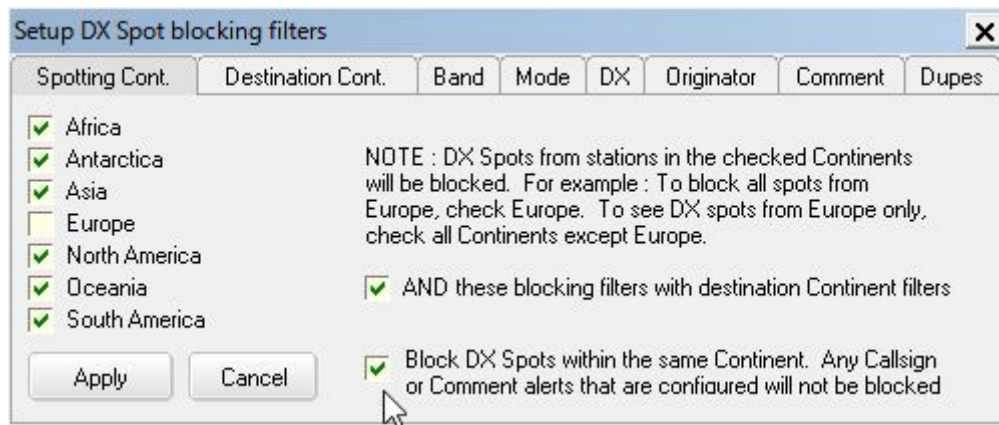 Setup DX Spot blocking filters
Spotting Cont. Destination Cont. Band Mode DX Originator Comment Dupes
Africa
Antarctica
Asia
Europe
North America
Oceania
South America
NOTE : DX Spots from stations in the checked Continents
will be blocked. For example : To block all spots from
Europe, check Europe. To see DX spots from Europe only,
check all Continents except Europe.
AND these blocking filters with destination Continent filters
Block DX Spots within the same Continent. Any Callsign
or Comment alerts that are configured will not be blocked
Apply Cancel